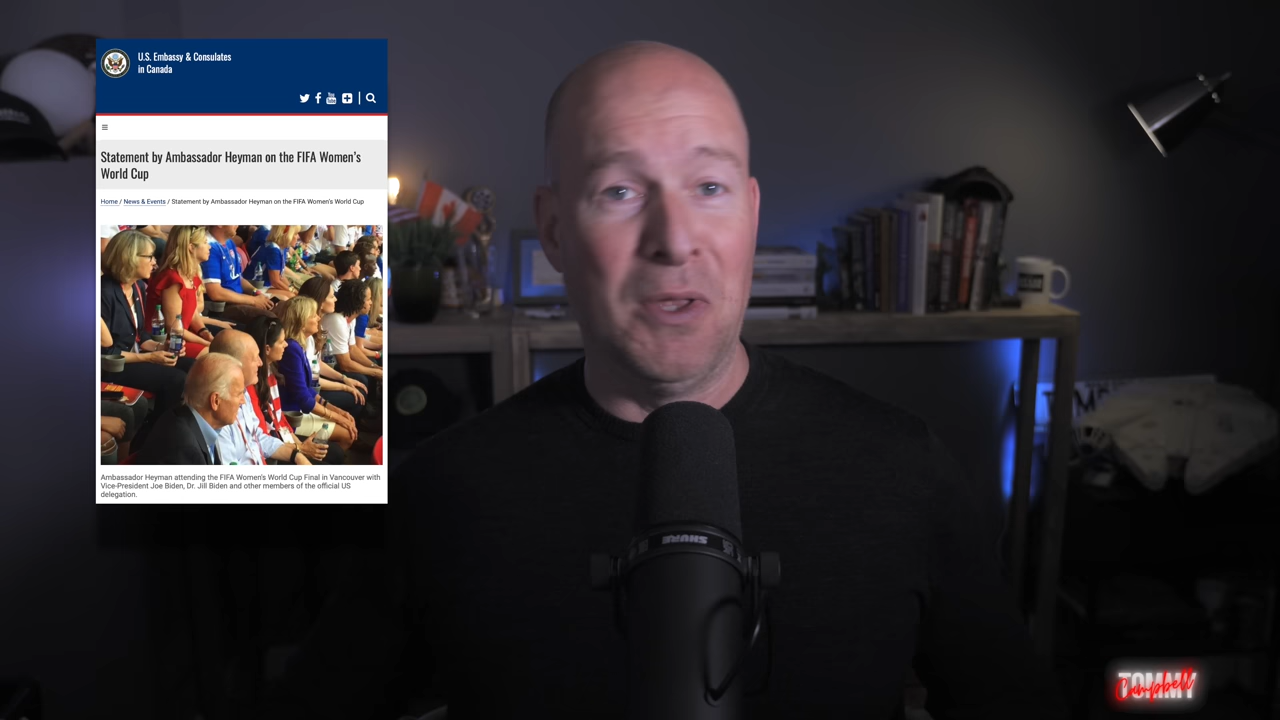 U.S. Embassy & Consulates
in Canada
Statement by Ambassador Heyman on the FIFA Women's
World Cup
Home / News & Events / Statement by Ambassador Heyman on the FIFA Women's World Cup
Ambassador Heyman attending the FIFA Women's World Cup Final in Vancouver with
Vice-President Joe Biden, Dr. Jill Biden and other members of the official US
delegation.
SHURE
TOMMY
Campbell